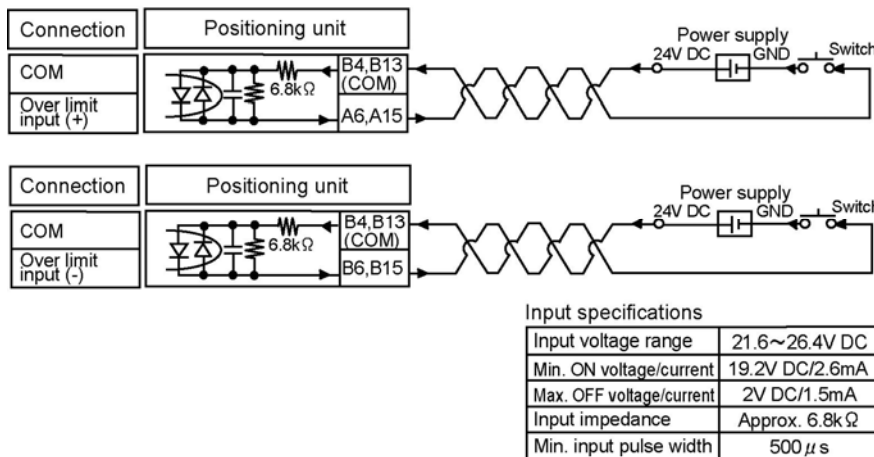 Connection Positioning unit
Power supply
24V DC GND Switch
COM B4,B13
(COM)
6.8kΩ
Over limit
input (+) A6,A15
Connection Positioning unit
Power supply
24V DC GND Switch
COM B4,B13
(COM)
6.8kΩ
Over limit
input (-) B6,B15
Input specifications
Input voltage range 21.6～26.4V DC
Min. ON voltage/current 19.2V DC/2.6mA
Max. OFF voltage/current 2V DC/1.5mA
Input impedance Approx. 6.8kΩ
Min. input pulse width 500μs